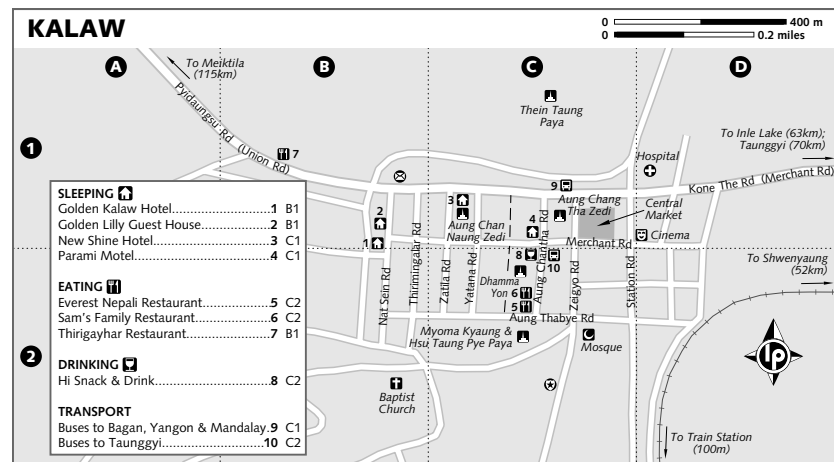 KALAW
0 400 m
0 0.2 miles
A
B
C
D
1
2
To Meiktila
(115km)
Pyidaungsu Rd (Union Rd)
7
Thein Taung
Paya
To Inle Lake (63km);
Taunggyi (70km)
Hospital
Kone The Rd (Merchant Rd)
9
Aung Chang
Tha Zedi
Central
Market
Cinema
3
Aung Chan
Naung Zedi
4
2
1
Merchant Rd
8
10
To Shwenyaung
(52km)
Nat Sein Rd
Thirimingalar Rd
Zatila Rd
Yatana Rd
Aung Chantha Rd
Zeigyo Rd
Station Rd
Dhamma
Yon
6
5
Aung Thabye Rd
Myoma Kyaung &
Hsu Taung Pye Paya
Mosque
lp
Baptist
Church
To Train Station
(100m)
SLEEPING
Golden Kalaw Hotel 1 B1
Golden Lilly Guest House 2 B1
New Shine Hotel 3 C1
Parami Motel 4 C1
EATING
Everest Nepali Restaurant 5 C2
Sam's Family Restaurant 6 C2
Thirigayhar Restaurant 7 B1
DRINKING
Hi Snack & Drink 8 C2
TRANSPORT
Buses to Bagan, Yangon & Mandalay. 9 C1
Buses to Taunggyi 10 C2